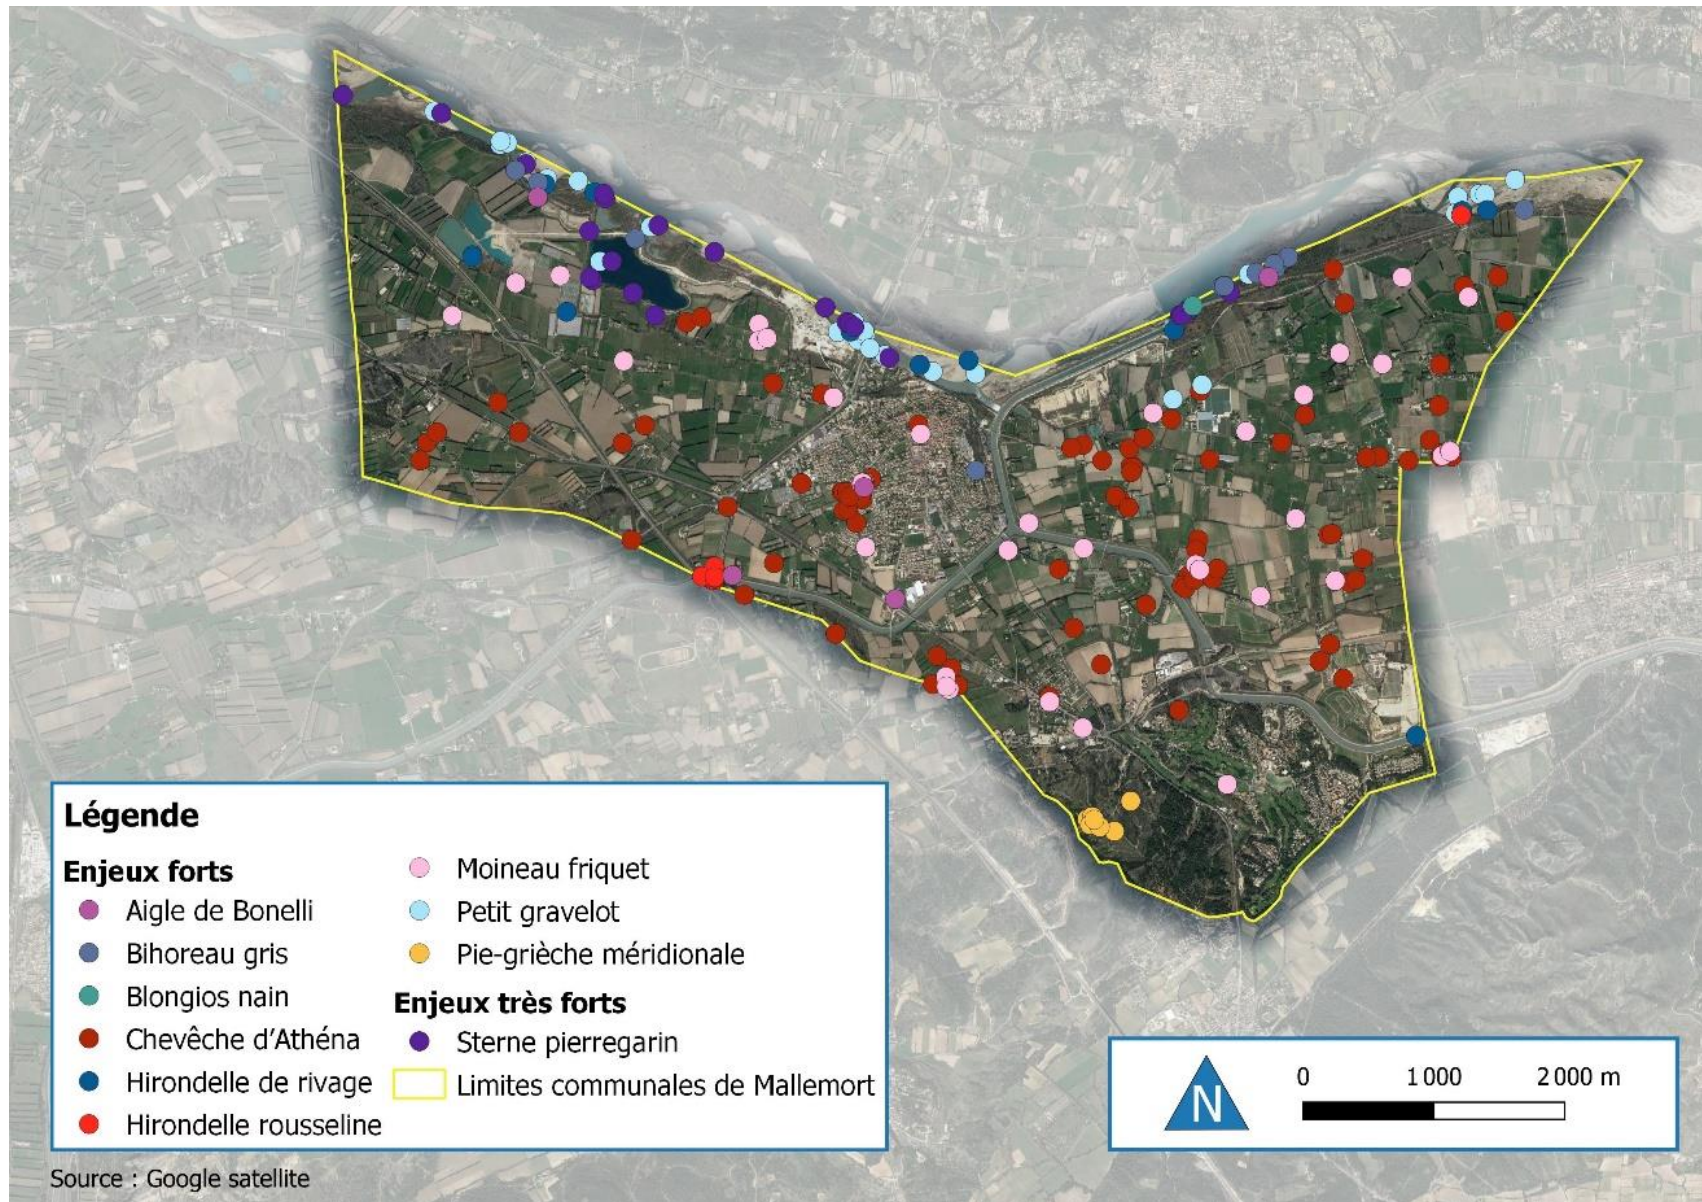 Légende
Enjeux forts
Aigle de Bonelli
Bihoreau gris
Blongios nain
Chevêche d'Athéna
Hirondelle de rivage
Hirondelle rousseline
Moineau friquet
Petit gravelot
Pie-grièche méridionale
Enjeux très forts
Sterne pierregarin
Limites communales de Mallemort
N
0 1 000 2 000 m
Source : Google satellite